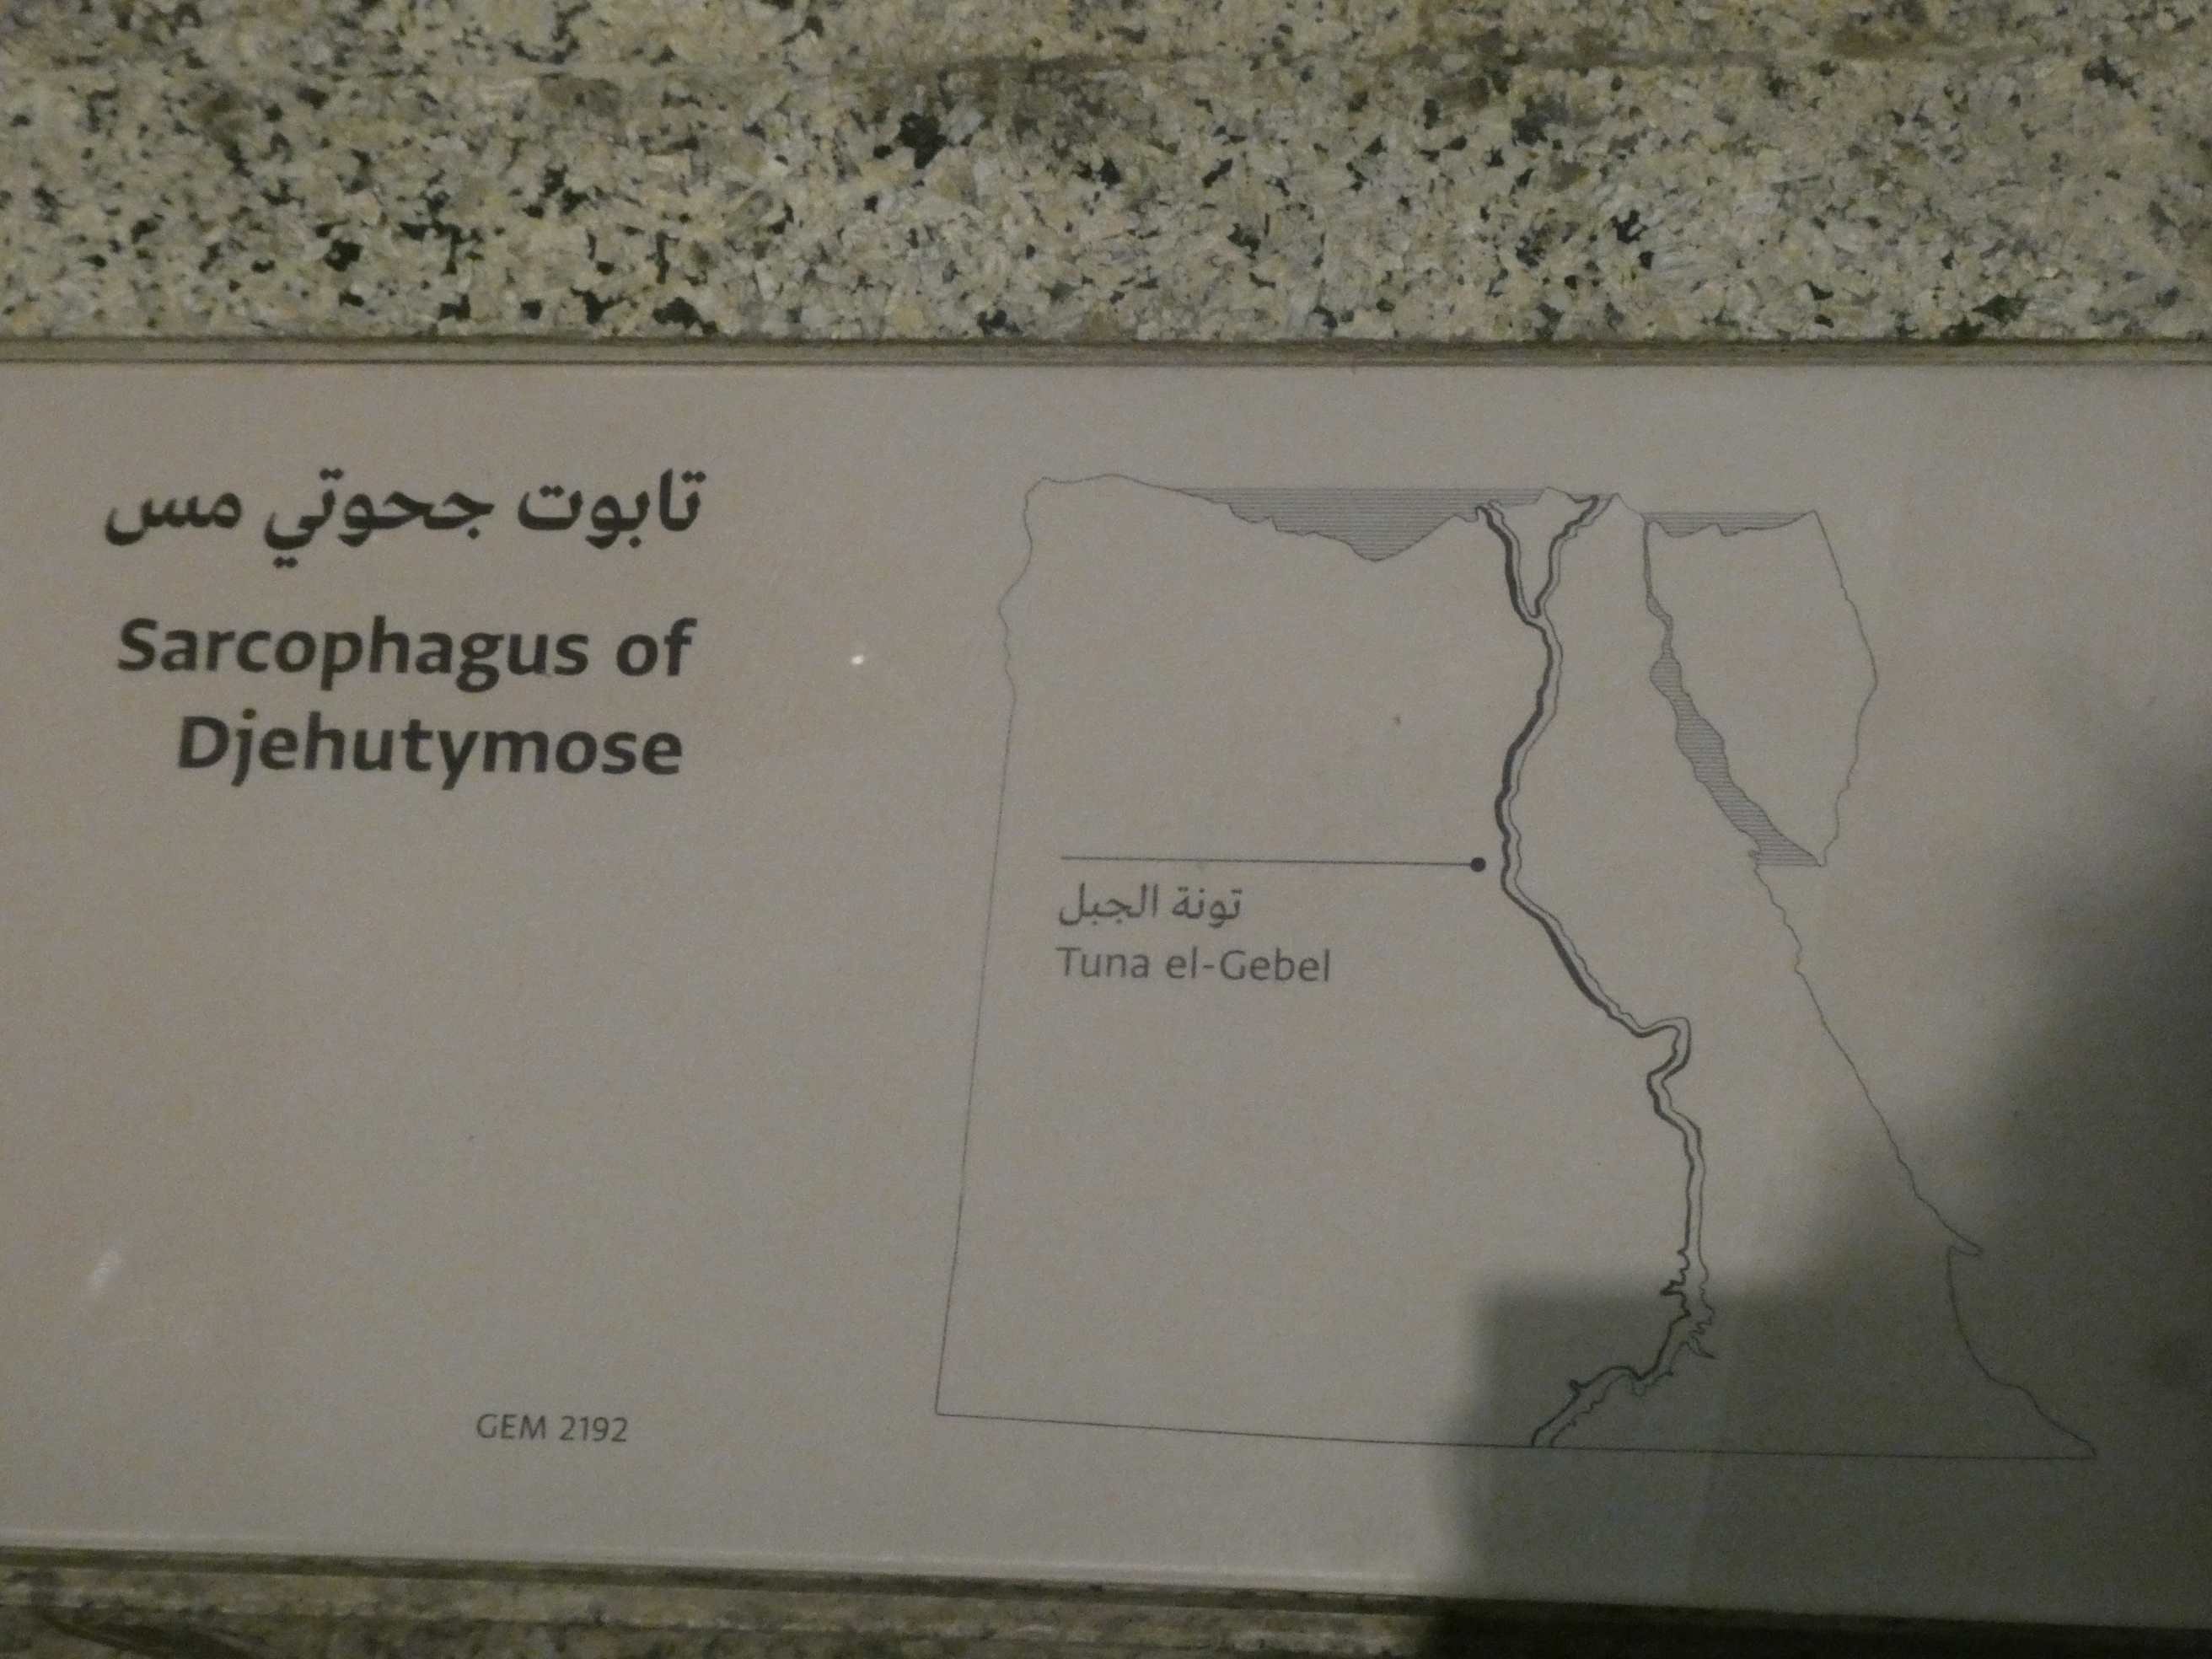 تابوت جحوتي مس
Sarcophagus of
Djehutymose
تونة الجبل
Tuna el-Gebel
GEM 2192